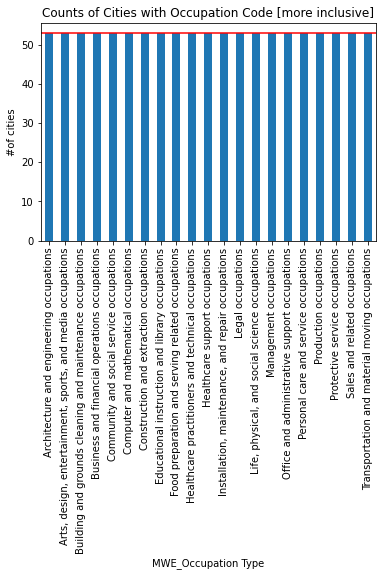 Counts of Cities with Occupation Code [more inclusive]
50
40
30
20
10
0
#of cities
Architecture and engineering occupations
Arts, design, entertainment, sports, and media occupations
Building and grounds cleaning and maintenance occupations
Business and financial operations occupations
Community and social service occupations
Computer and mathematical occupations
Construction and extraction occupations
Educational instruction and library occupations
Food preparation and serving related occupations
Healthcare practitioners and technical occupations
Healthcare support occupations
Installation, maintenance, and repair occupations
Legal occupations
Life, physical, and social science occupations
Management occupations
Office and administrative support occupations
Personal care and service occupations
Production occupations
Protective service occupations
Sales and related occupations
Transportation and material moving occupations
MWE_Occupation Type